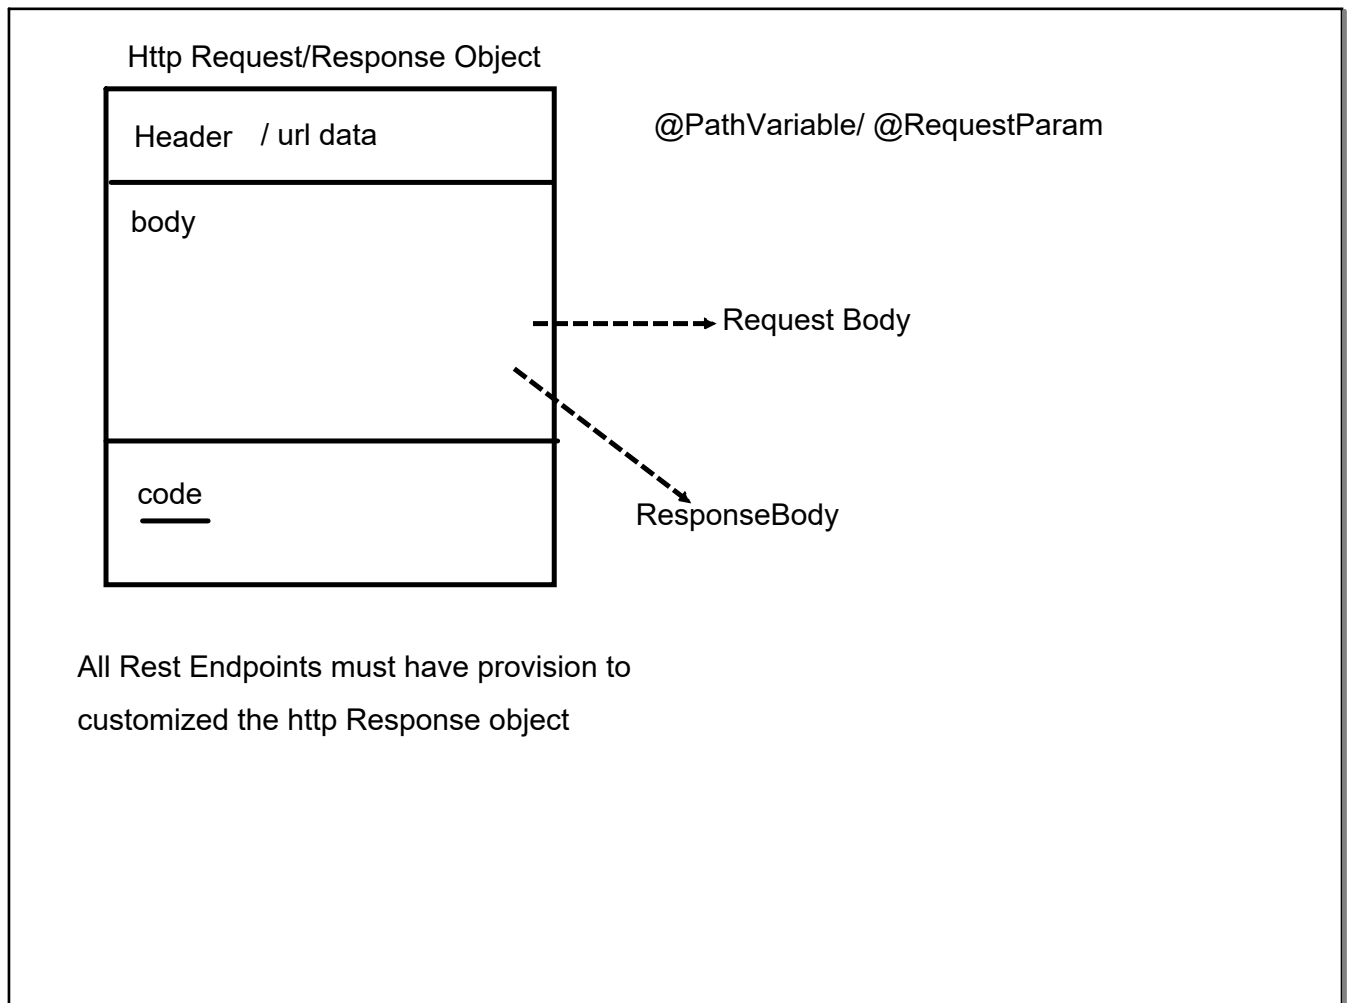 Http Request/Response Object
Header / url data
@PathVariable/ @RequestParam
body
Request Body
code
ResponseBody
All Rest Endpoints must have provision to
customized the http Response object